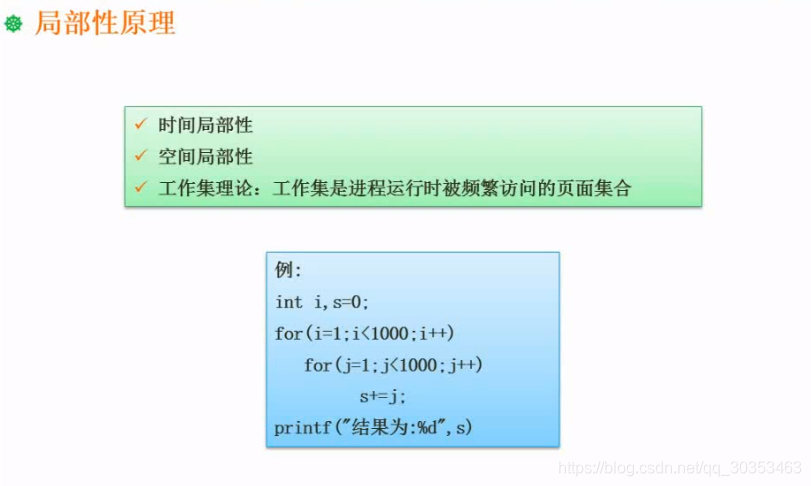 局部性原理
✓ 时间局部性
✓ 空间局部性
✓ 工作集理论：工作集是进程运行时被频繁访问的页面集合
例:
int i,s=0;
for(i=1;i<1000;i++)
for(j=1;j<1000;j++)
s+=j;
printf("结果为:%d",s)
https://blog.csdn.net/qq_30353463